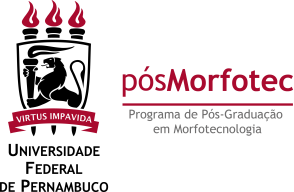 VIRTUS IMPAVIDA
UNIVERSIDADE
FEDERAL
DE PERNAMBUCO
pósMorfotec
Programa de Pós-Graduação
em Morfotecnologia